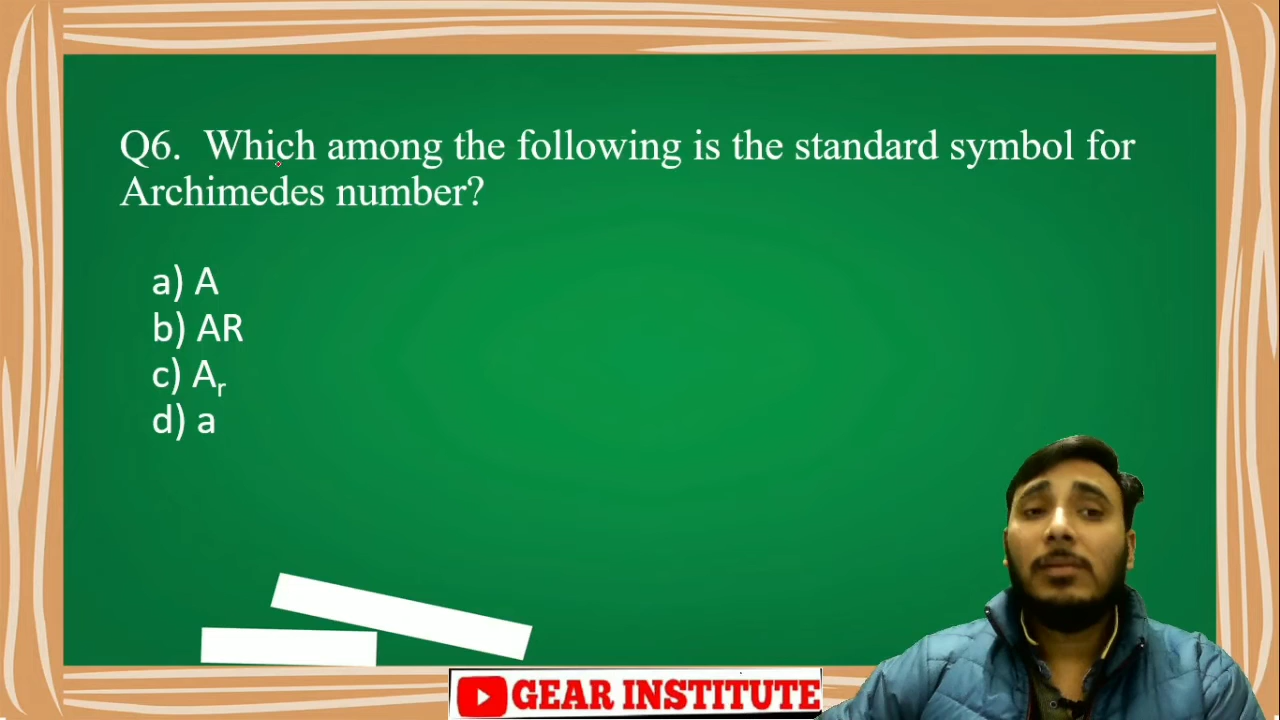 Q6. Which among the following is the standard symbol for
Archimedes number?
a) A
b) AR
c) Aᵣ
d) a
GEAR INSTITUTE